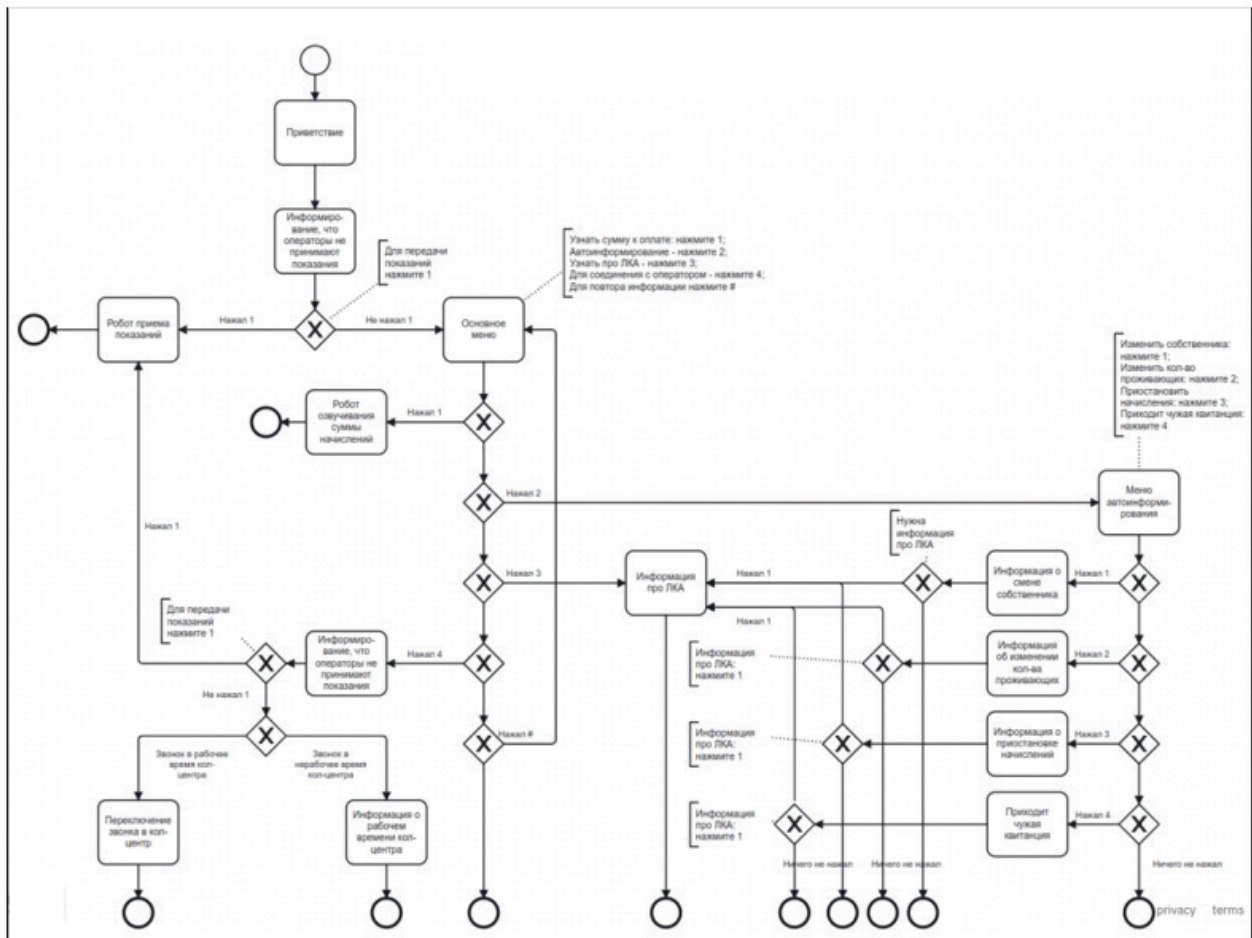 Приветствие
Информиро-
вание, что
операторы не
принимают
показания
Для передачи
показаний
нажмите 1
Узнать сумму к оплате: нажмите 1;
Автоинформирование - нажмите 2;
Узнать про ЛКА - нажмите 3;
Для соединения с оператором - нажмите 4;
Для повтора информации нажмите #
Робот приема
показаний
Нажал 1
Не нажал 1
Основное
меню
Изменить собственника:
нажмите 1;
Изменить кол-во
проживающих: нажмите 2;
Приостановить
начисления: нажмите 3;
Приходит чужая квитанция:
нажмите 4
Робот
озвучивания
суммы
начислений
Нажал 1
Нажал 2
Меню
автоинформи-
рования
Нажал 1
Нужна
информация
про ЛКА
Нажал 3
Информация
про ЛКА
Нажал 1
Информация о
смене
собственника
Нажал 1
Для передачи
показаний
нажмите 1
Информиро-
вание, что
операторы не
принимают
показания
Нажал 4
Нажал 1
Информация
про ЛКА:
нажмите 1
Информация
об изменении
кол-ва
проживающих
Нажал 2
Не нажал 1
Звонок в рабочее
время кол-
центра
Звонок в
нерабочее время
кол-центра
Нажал #
Информация
про ЛКА:
нажмите 1
Информация о
приостановке
начислений
Нажал 3
Переключение
звонка в кол-
центр
Информация о
рабочем
времени кол-
центра
Информация
про ЛКА:
нажмите 1
Приходит
чужая
квитанция
Нажал 4
Ничего не нажал
Ничего не нажал
Ничего не нажал
privacy terms